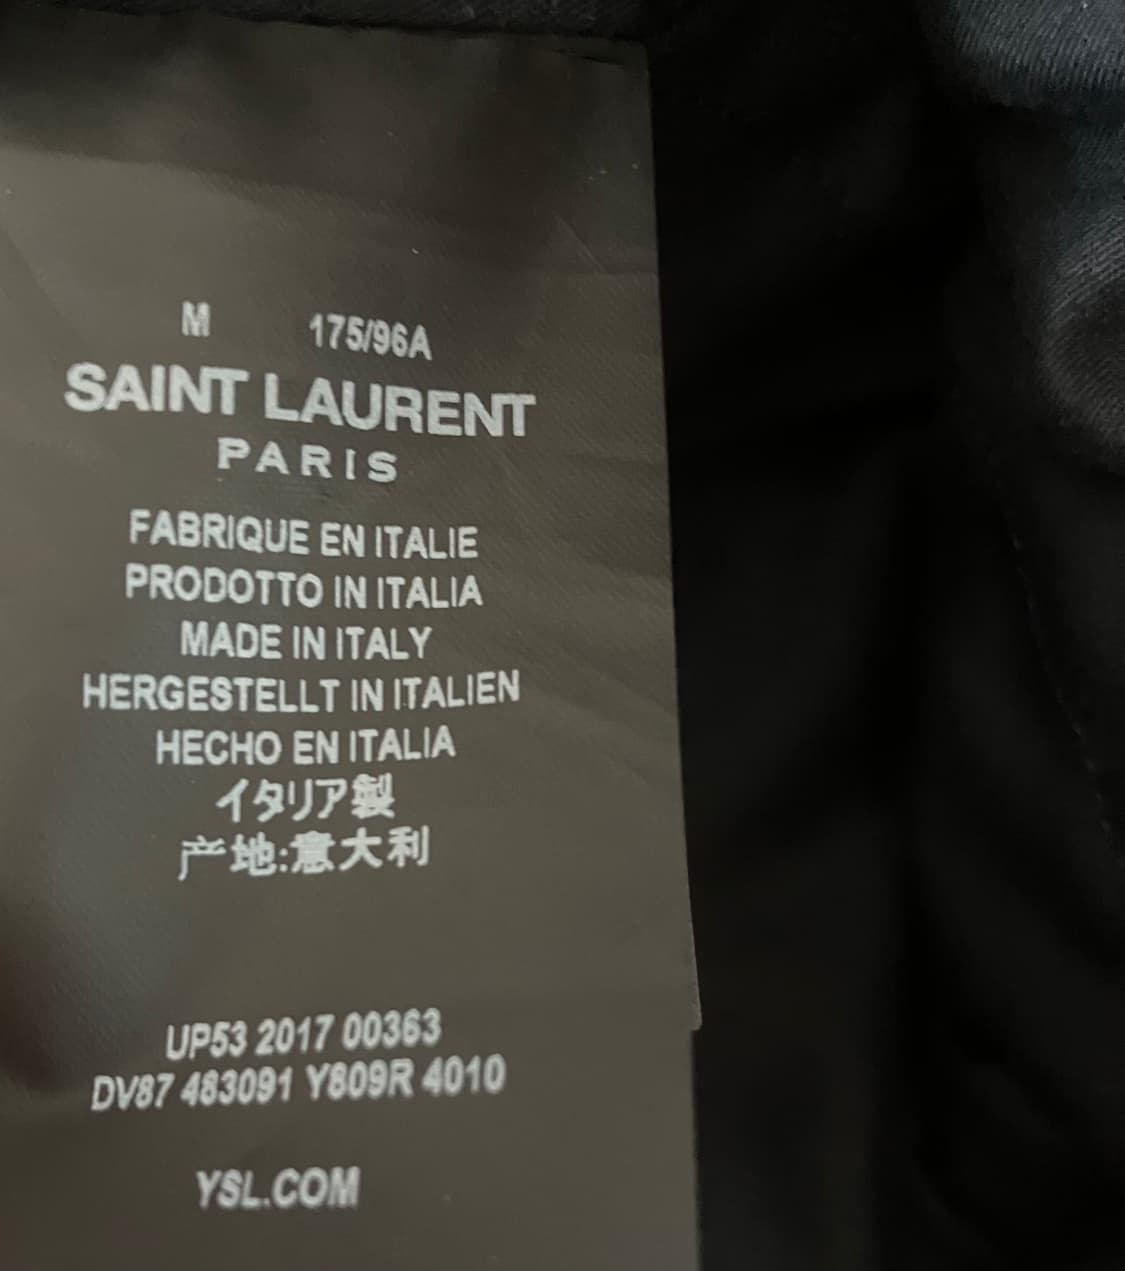 M 175/96A
SAINT LAURENT
PARIS
FABRIQUE EN ITALIE
PRODOTTO IN ITALIA
MADE IN ITALY
HERGESTELLT IN ITALIEN
HECHO EN ITALIA
イタリア製
产地:意大利
UP53 2017 00363
DV87 483091 Y809R 4010
YSL.COM